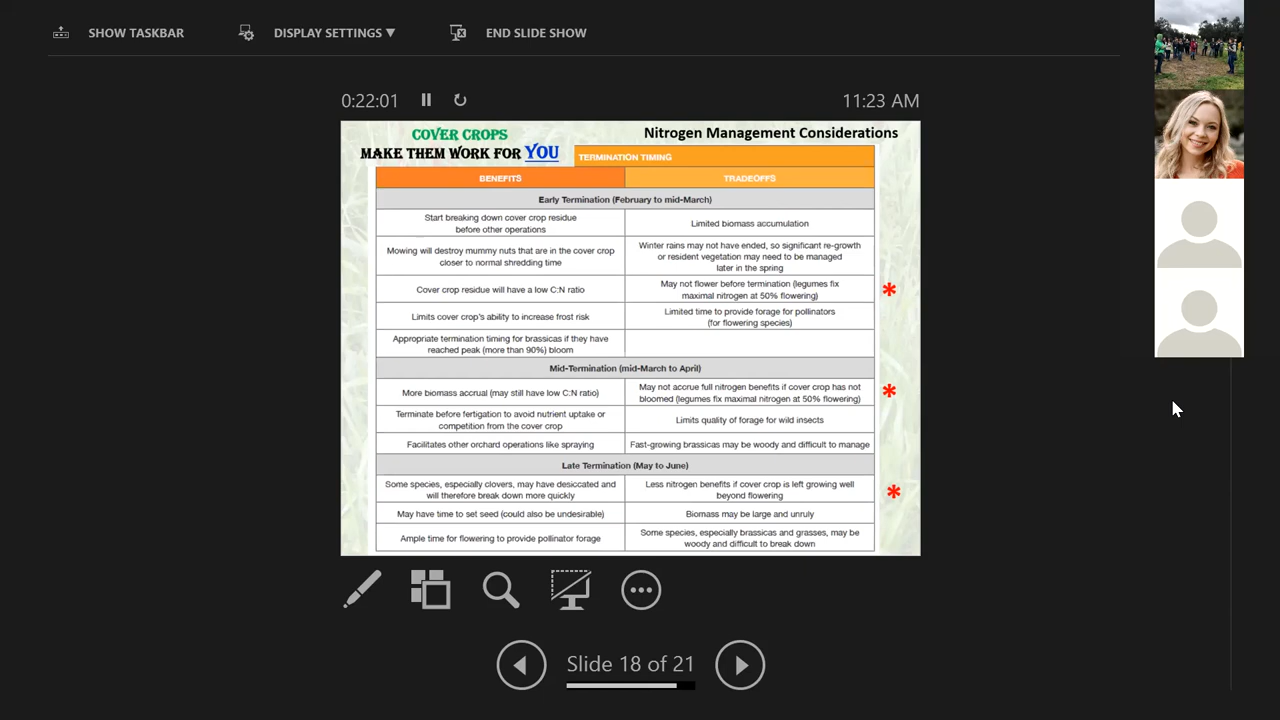 SHOW TASKBAR
DISPLAY SETTINGS ▼
END SLIDE SHOW
0:22:01
11:23 AM
COVER CROPS
MAKE THEM WORK FOR YOU
Nitrogen Management Considerations
TERMINATION TIMING
BENEFITS
TRADEOFFS
Early Termination (February to mid-March)
Start breaking down cover crop residue
before other operations
Limited biomass accumulation
Mowing will destroy mummy nuts that are in the cover crop
closer to normal shredding time
Winter rains may not have ended, so significant re-growth
or resident vegetation may need to be managed
later in the spring
Cover crop residue will have a low C:N ratio
May not flower before termination (legumes fix
maximal nitrogen at 50% flowering)
*
Limits cover crop's ability to increase frost risk
Limited time to provide forage for pollinators
(for flowering species)
Appropriate termination timing for brassicas if they have
reached peak (more than 90%) bloom
Mid-Termination (mid-March to April)
More biomass accrual (may still have low C:N ratio)
May not accrue full nitrogen benefits if cover crop has not
bloomed (legumes fix maximal nitrogen at 50% flowering)
*
Terminate before fertigation to avoid nutrient uptake or
competition from the cover crop
Limits quality of forage for wild insects
Facilitates other orchard operations like spraying
Fast-growing brassicas may be woody and difficult to manage
Late Termination (May to June)
Some species, especially clovers, may have desiccated and
will therefore break down more quickly
Less nitrogen benefits if cover crop is left growing well
beyond flowering
*
May have time to set seed (could also be undesirable)
Biomass may be large and unruly
Ample time for flowering to provide pollinator forage
Some species, especially brassicas and grasses, may be
woody and difficult to break down
Slide 18 of 21